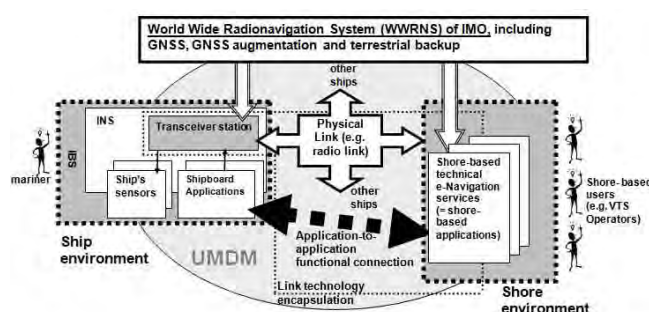 World Wide Radionavigation System (WWRNS) of IMO, including
GNSS, GNSS augmentation and terrestrial backup
other
ships
INS
Transceiver station
Physical
Link (e.g.
radio link)
IBS
mariner
Ship's
sensors
Shipboard
Applications
other
ships
Shore-based
technical
e-Navigation
services
(= shore-
based
applications)
Shore-based
users
(e.g. VTS
Operators)
Ship
environment
UMDM
Application-to-
application
functional connection
Link technology
encapsulation
Shore
environment